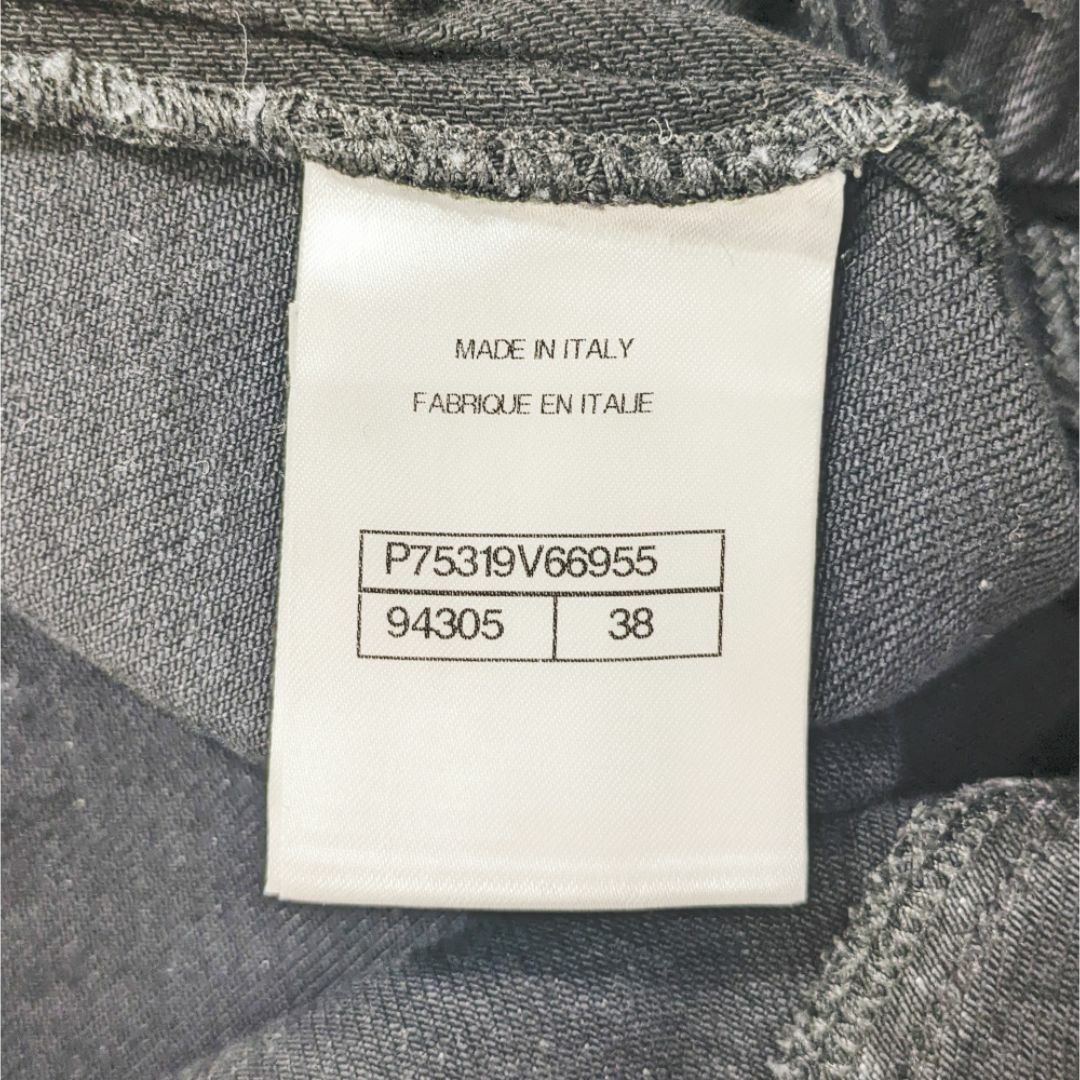 MADE IN ITALY
FABRIQUE EN ITALIE
P75319V66955
94305 38